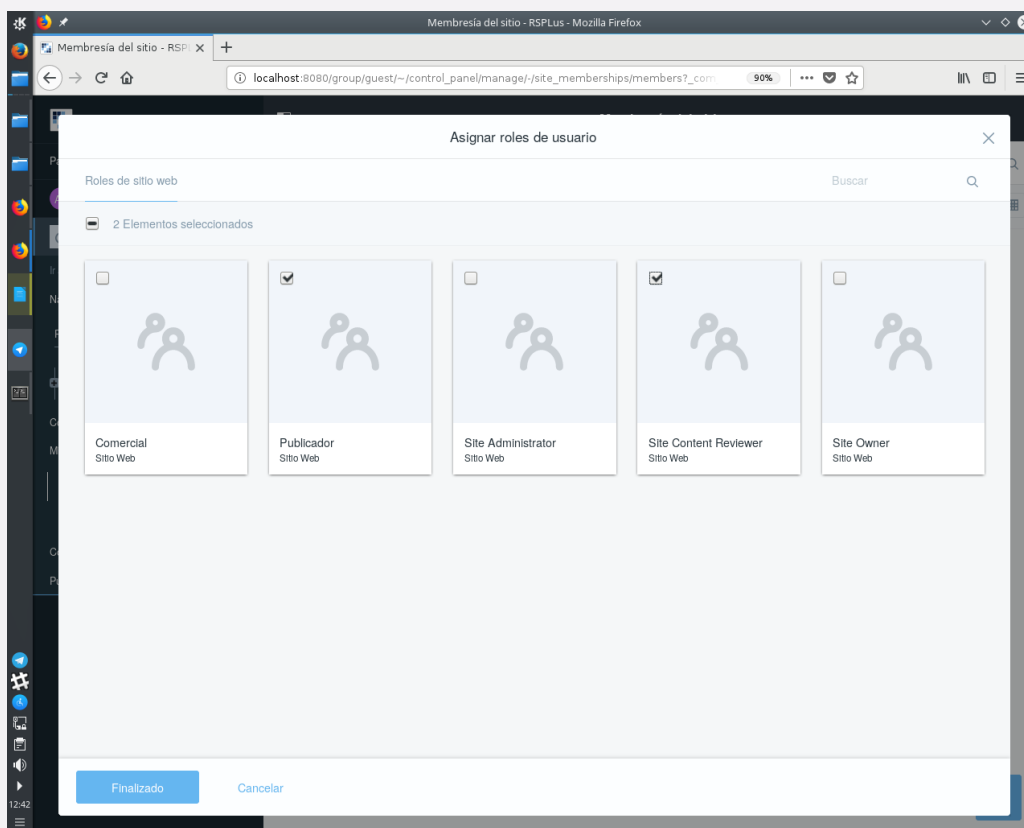 Membresía del sitio - RSPLus - Mozilla Firefox
Membresía del sitio - RSPL
localhost:8080/group/guest/~/control_panel/manage/-/site_memberships/members?_com
90%
Asignar roles de usuario
Roles de sitio web
Buscar
2 Elementos seleccionados
Comercial
Sitio Web
Publicador
Sitio Web
Site Administrator
Sitio Web
Site Content Reviewer
Sitio Web
Site Owner
Sitio Web
Finalizado
Cancelar
12:42